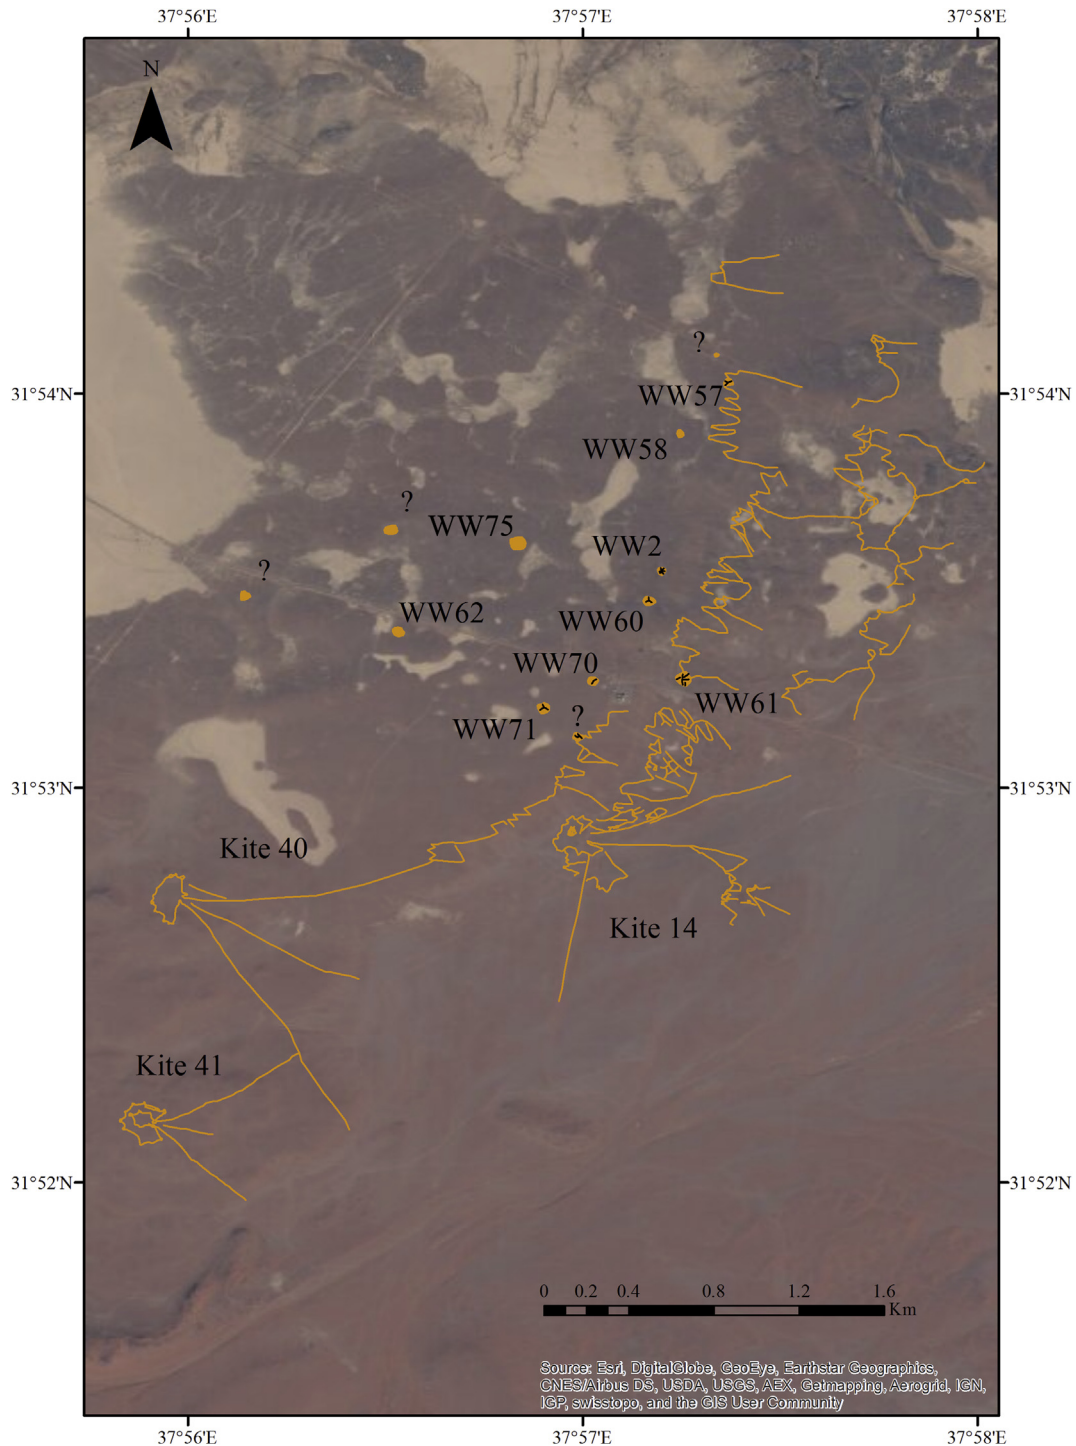 37°56'E 37°57'E 37°58'E
N
?
31°54'N 31°54'N
WW57
WW58
?
WW75
WW2
?
WW62
WW60
WW70
WW61
?
WW71
31°53'N 31°53'N
Kite 40
Kite 14
Kite 41
31°52'N 31°52'N
0 0.2 0.4 0.8 1.2 1.6
Km
Source: Esri, DigitalGlobe, GeoEye, Earthstar Geographics,
CNES/Airbus DS, USDA, USGS, AEX, Getmapping, Aerogrid, IGN,
IGP, swisstopo, and the GIS User Community
37°56'E 37°57'E 37°58'E